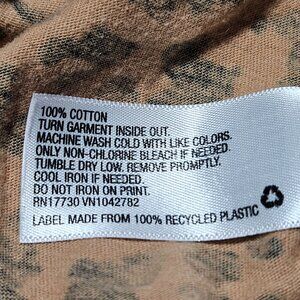 100% COTTON
TURN GARMENT INSIDE OUT.
MACHINE WASH COLD WITH LIKE COLORS.
ONLY NON-CHLORINE BLEACH IF NEEDED.
TUMBLE DRY LOW. REMOVE PROMPTLY.
COOL IRON IF NEEDED.
DO NOT IRON ON PRINT.
RN17730 VN1042782
LABEL MADE FROM 100% RECYCLED PLASTIC